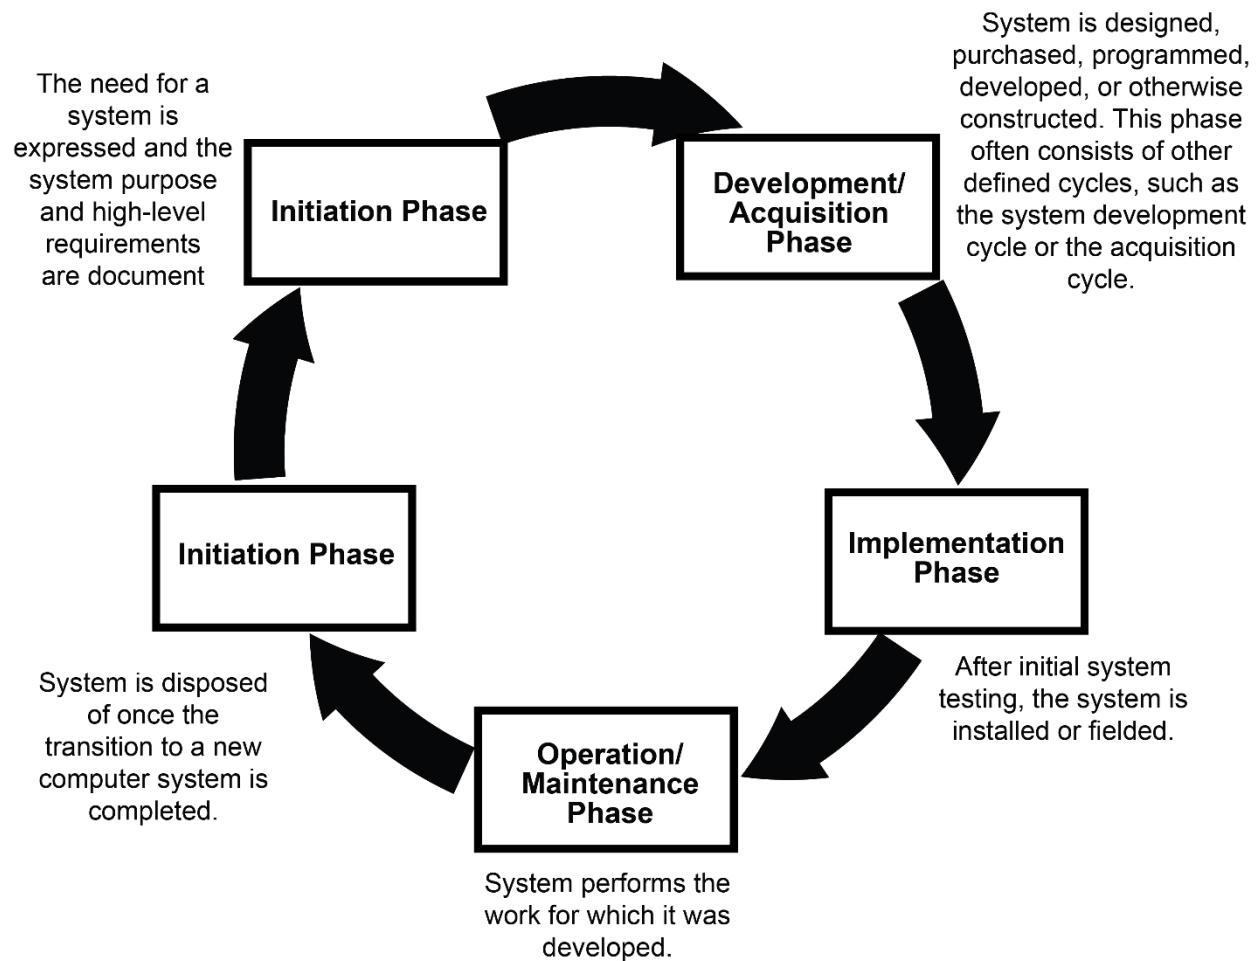 The need for a
system is
expressed and the
system purpose
and high-level
requirements
are document
Initiation Phase
Development/
Acquisition
Phase
System is designed,
purchased, programmed,
developed, or otherwise
constructed. This phase
often consists of other
defined cycles, such as
the system development
cycle or the acquisition
cycle.
Implementation
Phase
After initial system
testing, the system is
installed or fielded.
Operation/
Maintenance
Phase
System performs the
work for which it was
developed.
Initiation Phase
System is disposed
of once the
transition to a new
computer system is
completed.